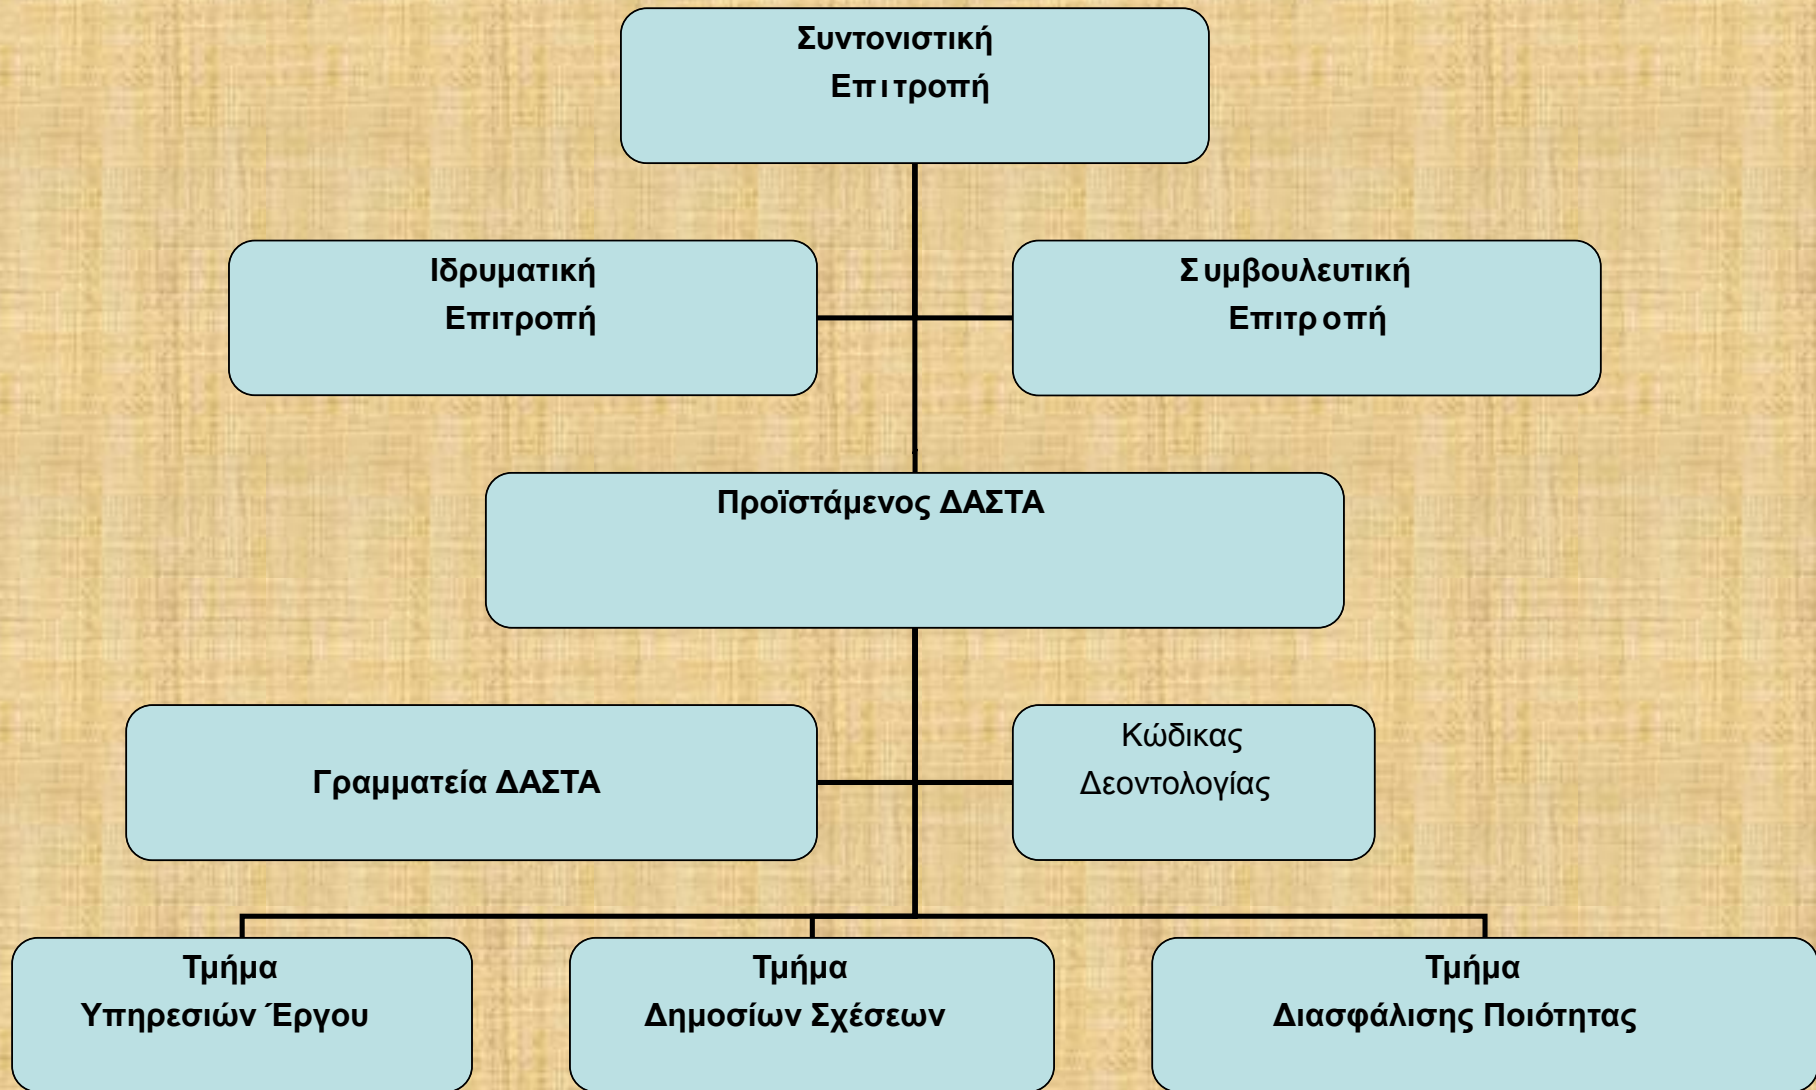 Συντονιστική
Επιτροπή
Ιδρυματική
Επιτροπή
Συμβουλευτική
Επιτροπή
Προϊστάμενος ΔΑΣΤΑ
Γραμματεία ΔΑΣΤΑ
Κώδικας
Δεοντολογίας
Τμήμα
Υπηρεσιών Έργου
Τμήμα
Δημοσίων Σχέσεων
Τμήμα
Διασφάλισης Ποιότητας